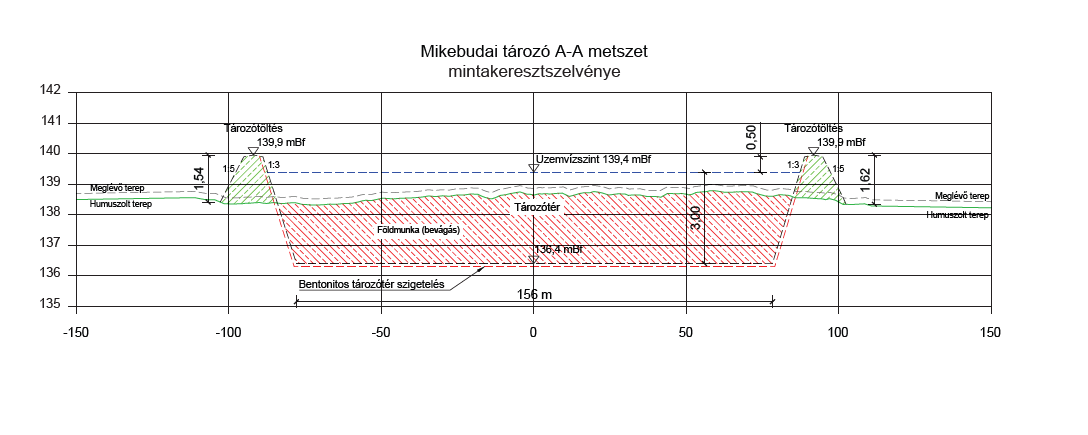 Mikebudai tározó A-A metszet
mintakeresztszelvénye
142
141
140
139
138
137
136
135
Tározótöltés
139,9 mBf
Tározótöltés
139,9 mBf
0,50
Üzemvízszint 139,4 mBf
1:5
1:3
1:3
1:5
1,54
1,62
Meglévő terep
Humuszolt terep
Meglévő terep
Humuszolt terep
Tározótér
3,00
Földmunka (bevágás)
136,4 mBf
Bentonitos tározótér szigetelés
156 m
-150
-100
-50
0
50
100
150